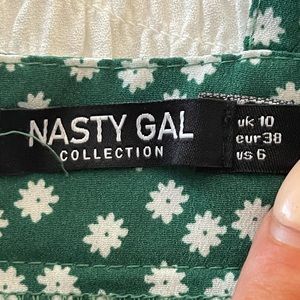 NASTY GAL
COLLECTION
uk 10
eur 38
us 6